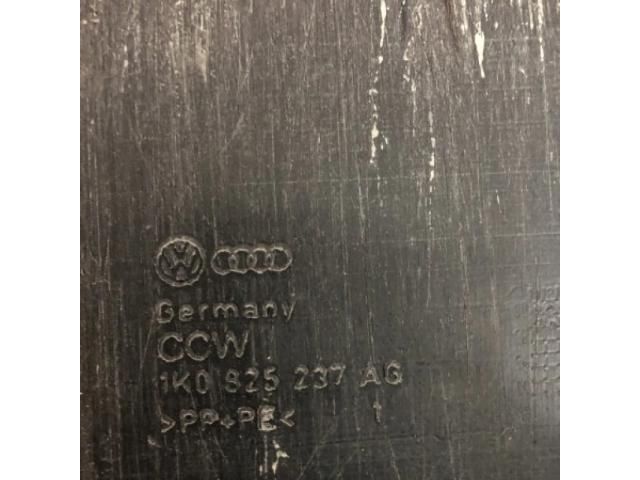 Germany
CCW
1K0 825 237 AG
>PP+PE< 1